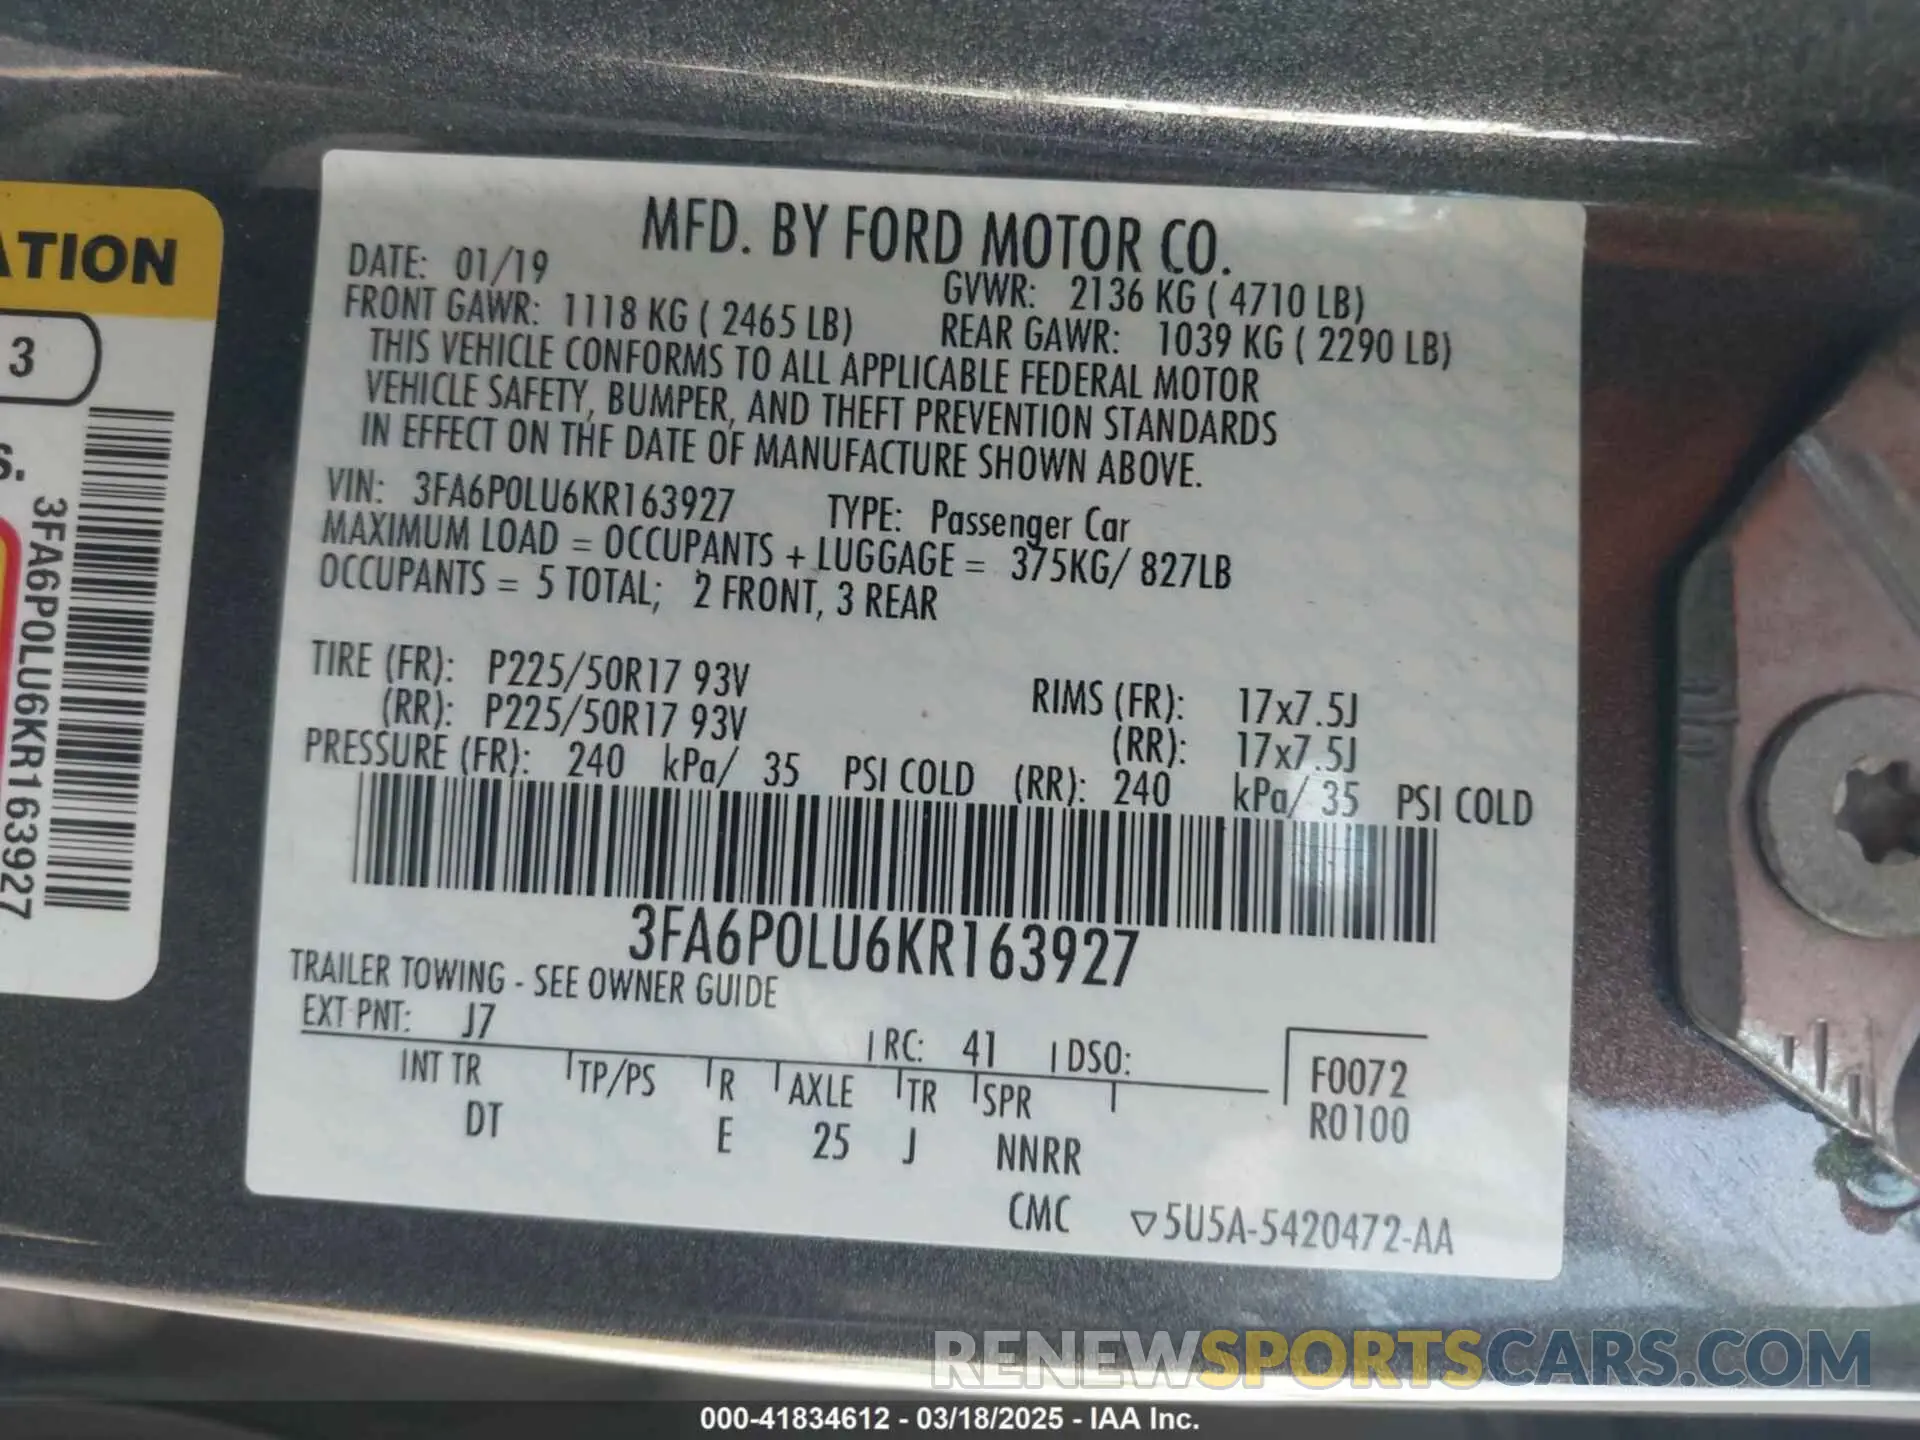 ATION
3
S.
3FA6P0LU6KR163927
MFD. BY FORD MOTOR CO.
DATE: 01/19
GVWR: 2136 KG ( 4710 LB)
FRONT GAWR: 1118 KG ( 2465 LB)
REAR GAWR: 1039 KG ( 2290 LB)
THIS VEHICLE CONFORMS TO ALL APPLICABLE FEDERAL MOTOR
VEHICLE SAFETY, BUMPER, AND THEFT PREVENTION STANDARDS
IN EFFECT ON THE DATE OF MANUFACTURE SHOWN ABOVE.
VIN: 3FA6P0LU6KR163927 TYPE: Passenger Car
MAXIMUM LOAD = OCCUPANTS + LUGGAGE = 375KG/ 827LB
OCCUPANTS = 5 TOTAL; 2 FRONT, 3 REAR
TIRE (FR): P225/50R17 93V RIMS (FR): 17x7.5J
(RR): P225/50R17 93V (RR): 17x7.5J
PRESSURE (FR): 240 kPa/ 35 PSI COLD (RR): 240 kPa/ 35 PSI COLD
3FA6P0LU6KR163927
TRAILER TOWING - SEE OWNER GUIDE
EXT PNT: J7 RC: 41 DSO:
INT TR TP/PS R AXLE TR SPR
DT E 25 J NNRR
F0072
R0100
CMC ▽5U5A-5420472-AA
RENEWSPORTSCARS.COM
000-41834612 - 03/18/2025 - IAA Inc.